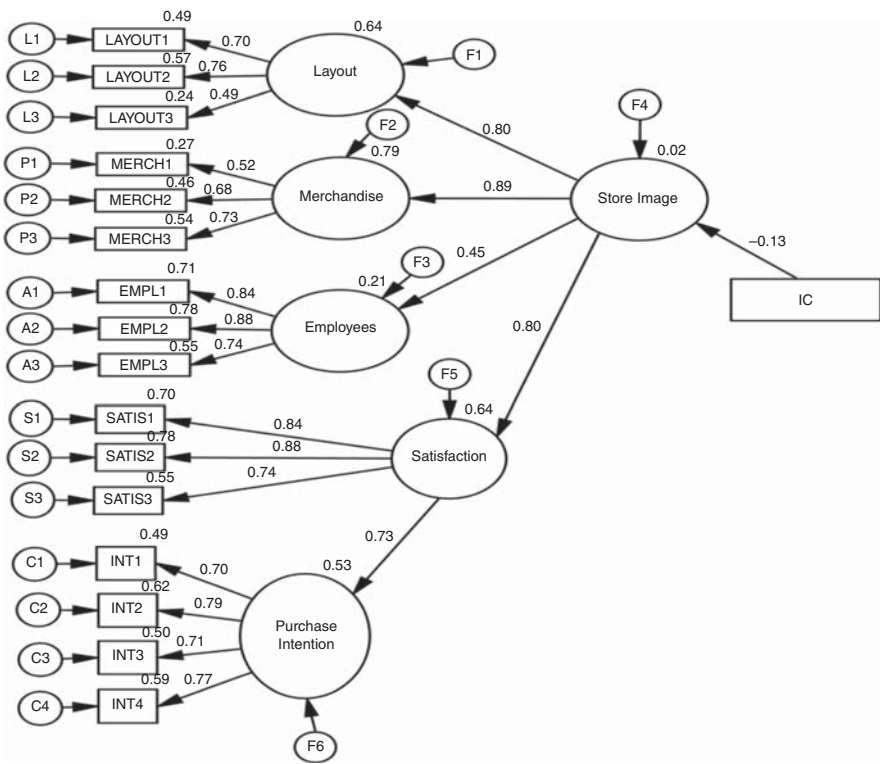 0.49
0.64
L1
LAYOUT1
0.70
F1
0.57
Layout
L2
LAYOUT2
0.76
0.24
0.49
L3
LAYOUT3
F4
F2
0.80
0.27
0.79
0.02
P1
MERCH1
0.52
0.46
0.68
Merchandise
0.89
Store Image
P2
MERCH2
0.54
0.73
P3
MERCH3
–0.13
0.71
F3
0.45
0.21
A1
EMPL1
0.84
IC
0.78
0.88
Employees
0.80
A2
EMPL2
0.55
0.74
A3
EMPL3
F5
0.70
0.64
S1
SATIS1
0.84
0.78
0.88
Satisfaction
S2
SATIS2
0.55
0.74
S3
SATIS3
0.49
0.73
C1
INT1
0.70
0.53
0.62
0.79
C2
INT2
Purchase
Intention
0.50
0.71
C3
INT3
0.59
0.77
C4
INT4
F6